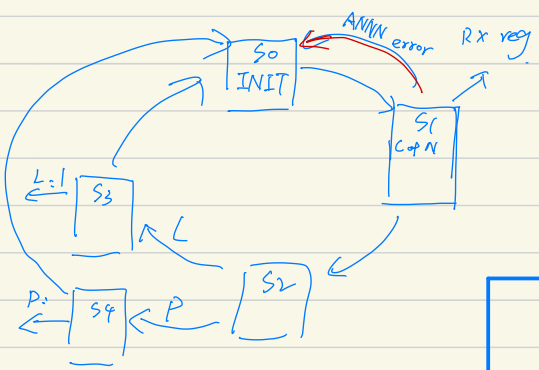 ANNN
error
Rx reg
S0
INIT
S1
COPN
L:1
S3
L
S2
P:
S4
P